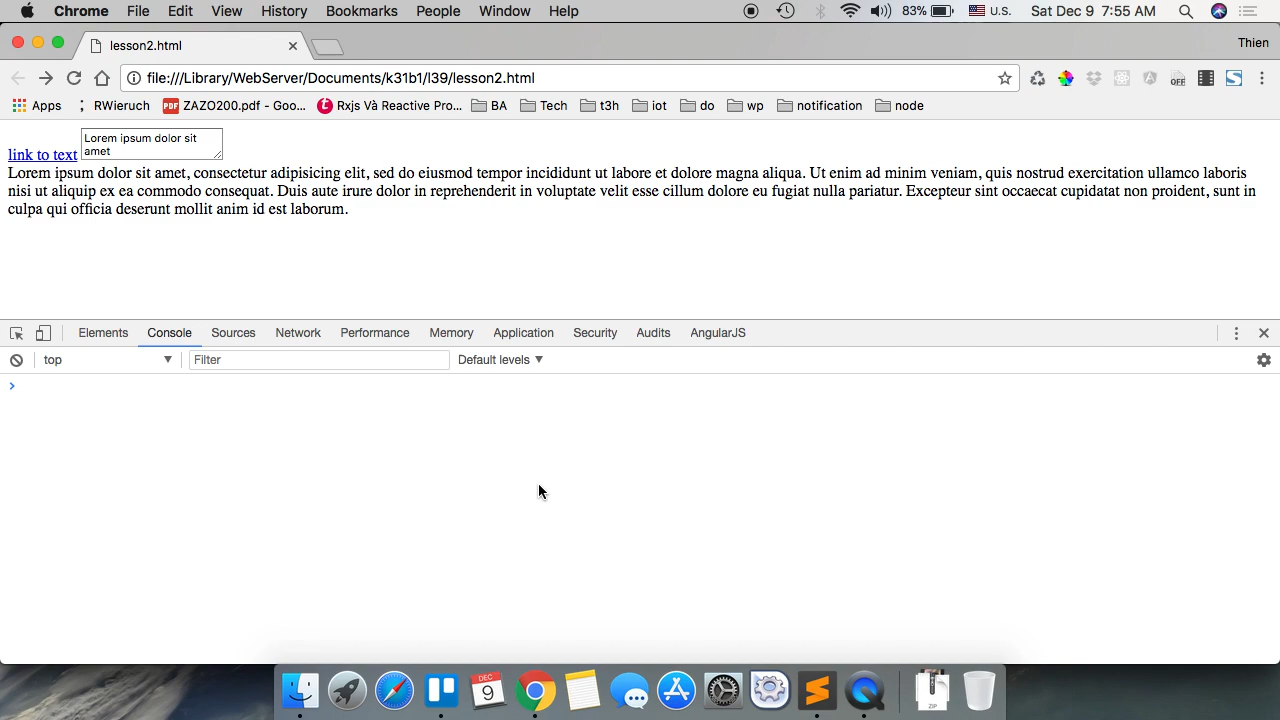 Chrome File Edit View History Bookmarks People Window Help 83% U.S. Sat Dec 9 7:55 AM
lesson2.html Thien
file:///Library/WebServer/Documents/k31b1/l39/lesson2.html OFF
Apps RWieruch PDF ZAZO200.pdf - Goo... t Rxjs Và Reactive Pro... BA Tech t3h iot do wp notification node
Lorem ipsum dolor sit
amet
link to text
Lorem ipsum dolor sit amet, consectetur adipisicing elit, sed do eiusmod tempor incididunt ut labore et dolore magna aliqua. Ut enim ad minim veniam, quis nostrud exercitation ullamco laboris
nisi ut aliquip ex ea commodo consequat. Duis aute irure dolor in reprehenderit in voluptate velit esse cillum dolore eu fugiat nulla pariatur. Excepteur sint occaecat cupidatat non proident, sunt in
culpa qui officia deserunt mollit anim id est laborum.
Elements Console Sources Network Performance Memory Application Security Audits AngularJS
top Filter Default levels
DEC
9
ZIP